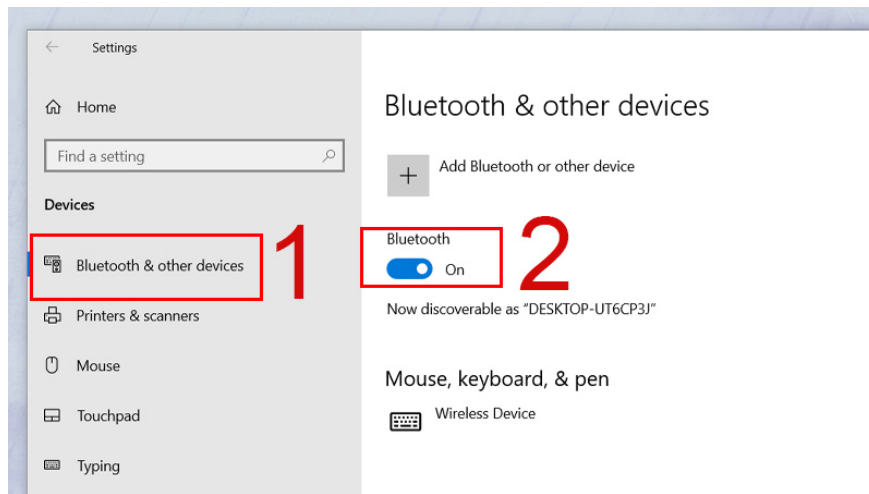 Settings
Home
Find a setting
Devices
Bluetooth & other devices
1
Printers & scanners
Mouse
Touchpad
Typing
Bluetooth & other devices
Add Bluetooth or other device
Bluetooth
On
2
Now discoverable as "DESKTOP-UT6CP3J"
Mouse, keyboard, & pen
Wireless Device